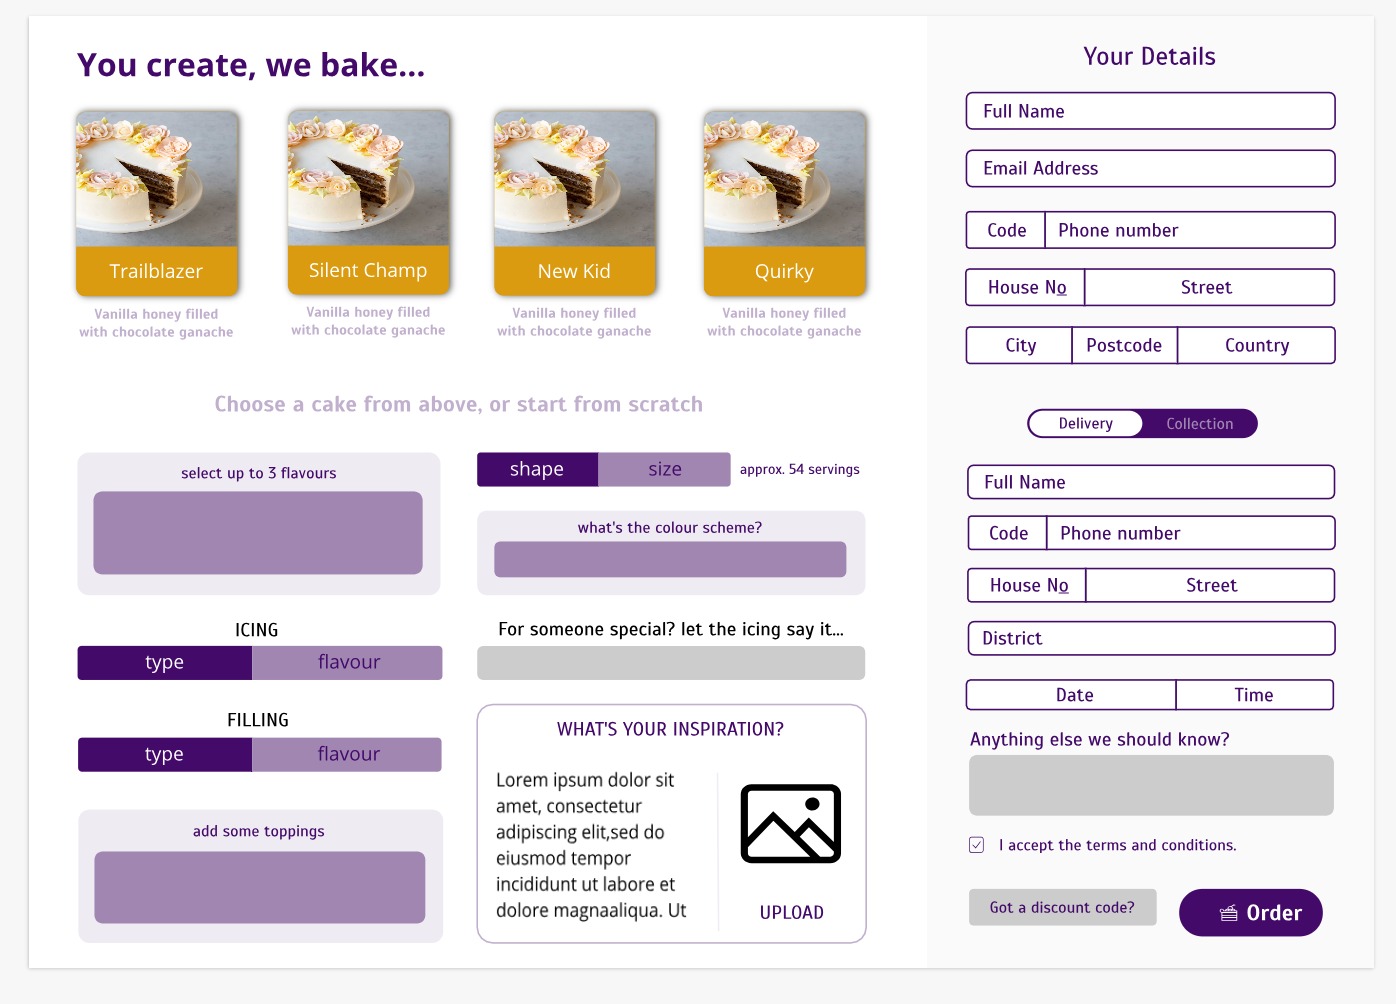 You create, we bake...
Trailblazer
Silent Champ
New Kid
Quirky
Vanilla honey filled
with chocolate ganache
Vanilla honey filled
with chocolate ganache
Vanilla honey filled
with chocolate ganache
Vanilla honey filled
with chocolate ganache
Choose a cake from above, or start from scratch
select up to 3 flavours
ICING
type
flavour
FILLING
type
flavour
add some toppings
shape
size
approx. 54 servings
what's the colour scheme?
For someone special? let the icing say it...
WHAT'S YOUR INSPIRATION?
Lorem ipsum dolor sit
amet, consectetur
adipiscing elit,sed do
eiusmod tempor
incididunt ut labore et
dolore magnaaliqua. Ut
UPLOAD
Your Details
Full Name
Email Address
Code
Phone number
House No
Street
City
Postcode
Country
Delivery
Collection
Full Name
Code
Phone number
House No
Street
District
Date
Time
Anything else we should know?
I accept the terms and conditions.
Got a discount code?
Order